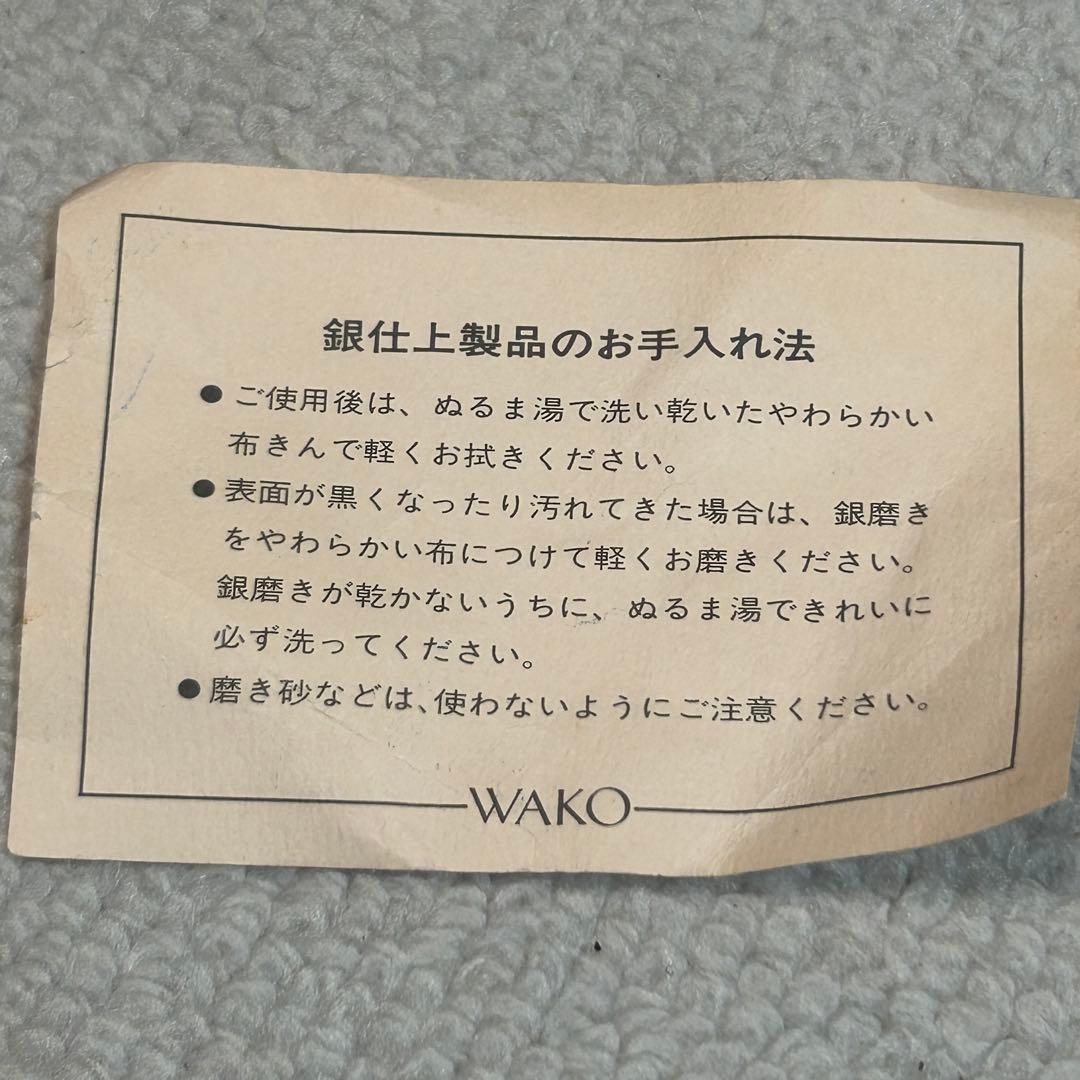 銀仕上製品のお手入れ法
● ご使用後は、ぬるま湯で洗い乾いたやわらかい
布きんで軽くお拭きください。
● 表面が黒くなったり汚れてきた場合は、銀磨き
をやわらかい布につけて軽くお磨きください。
銀磨きが乾かないうちに、ぬるま湯できれいに
必ず洗ってください。
● 磨き砂などは、使わないようにご注意ください。
WAKO